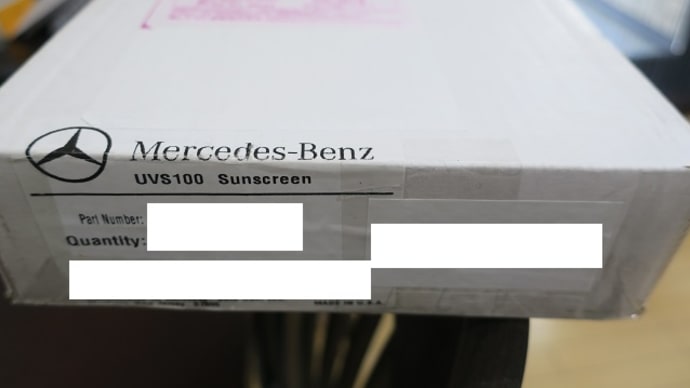 Mercedes-Benz
UVS100 Sunscreen
Part Number:
Quantity:
MADE IN U.S.A.